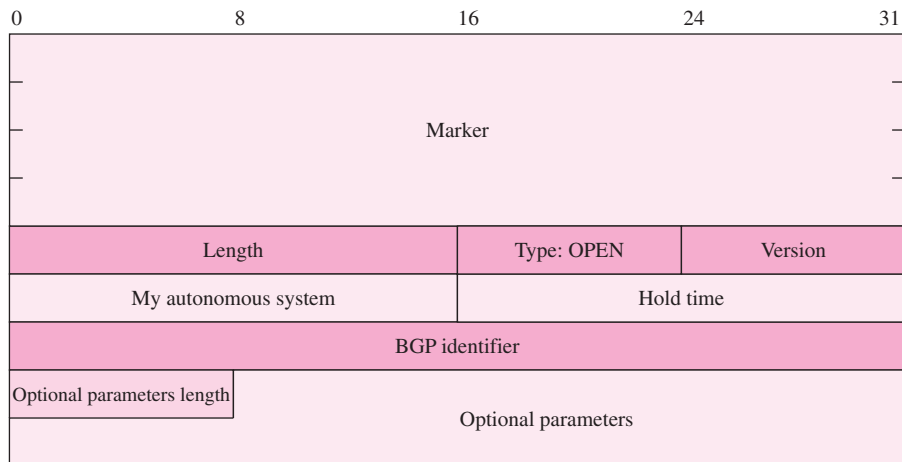 0 8 16 24 31
Marker
Length Type: OPEN Version
My autonomous system Hold time
BGP identifier
Optional parameters length
Optional parameters